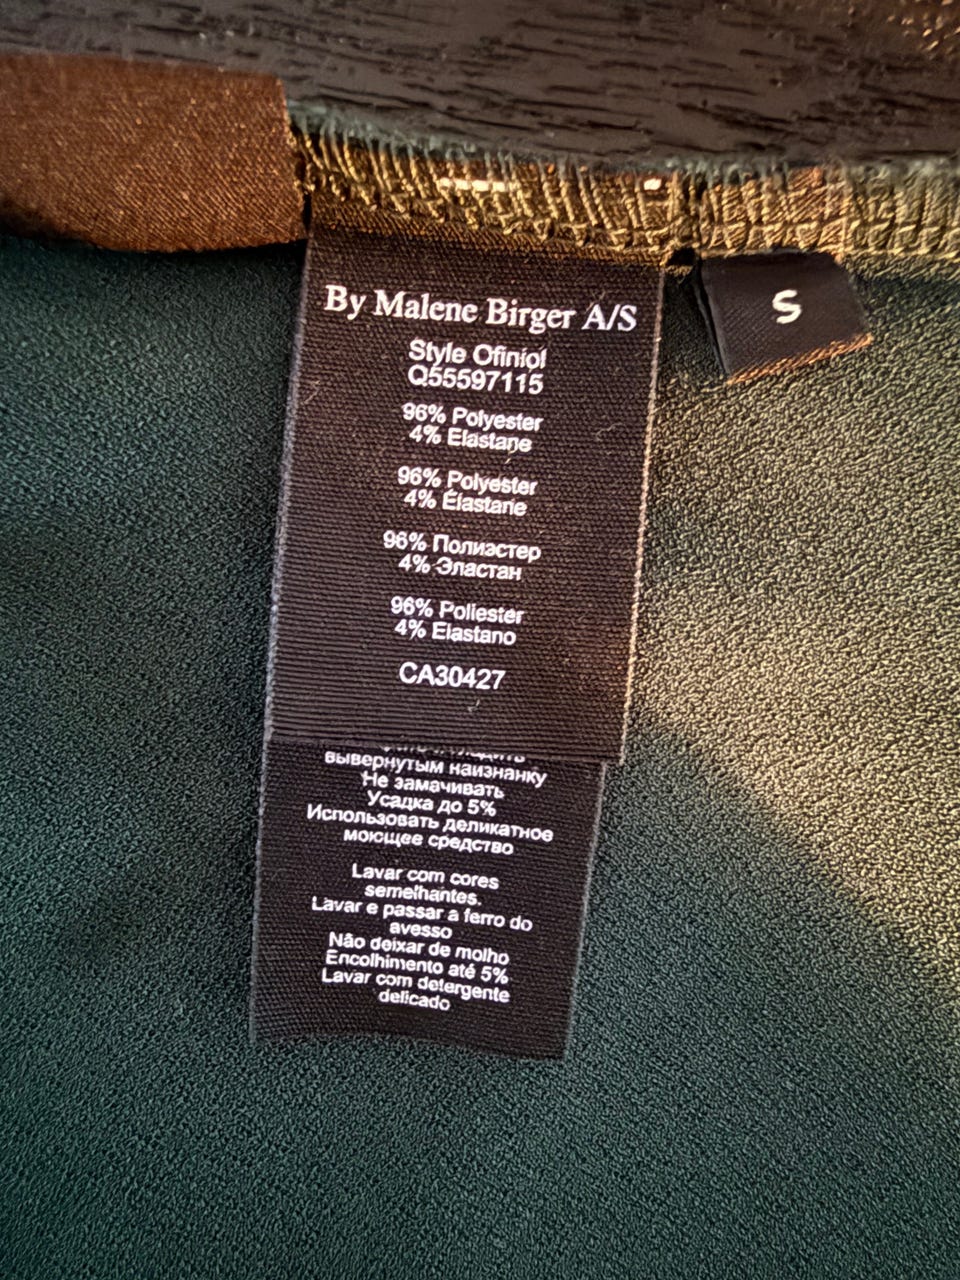 By Malene Birger A/S
S
Style Ofiniol
Q55597115
96% Polyester
4% Elastane
96% Polyester
4% Élastane
96% Полиэстер
4% Эластан
96% Poliester
4% Elastano
CA30427
вывернутым наизнанку
Не замачивать
Усадка до 5%
Использовать деликатное
моющее средство
Lavar com cores
semelhantes.
Lavar e passar a ferro do
avesso
Não deixar de molho
Encolhimento até 5%
Lavar com detergente
delicado